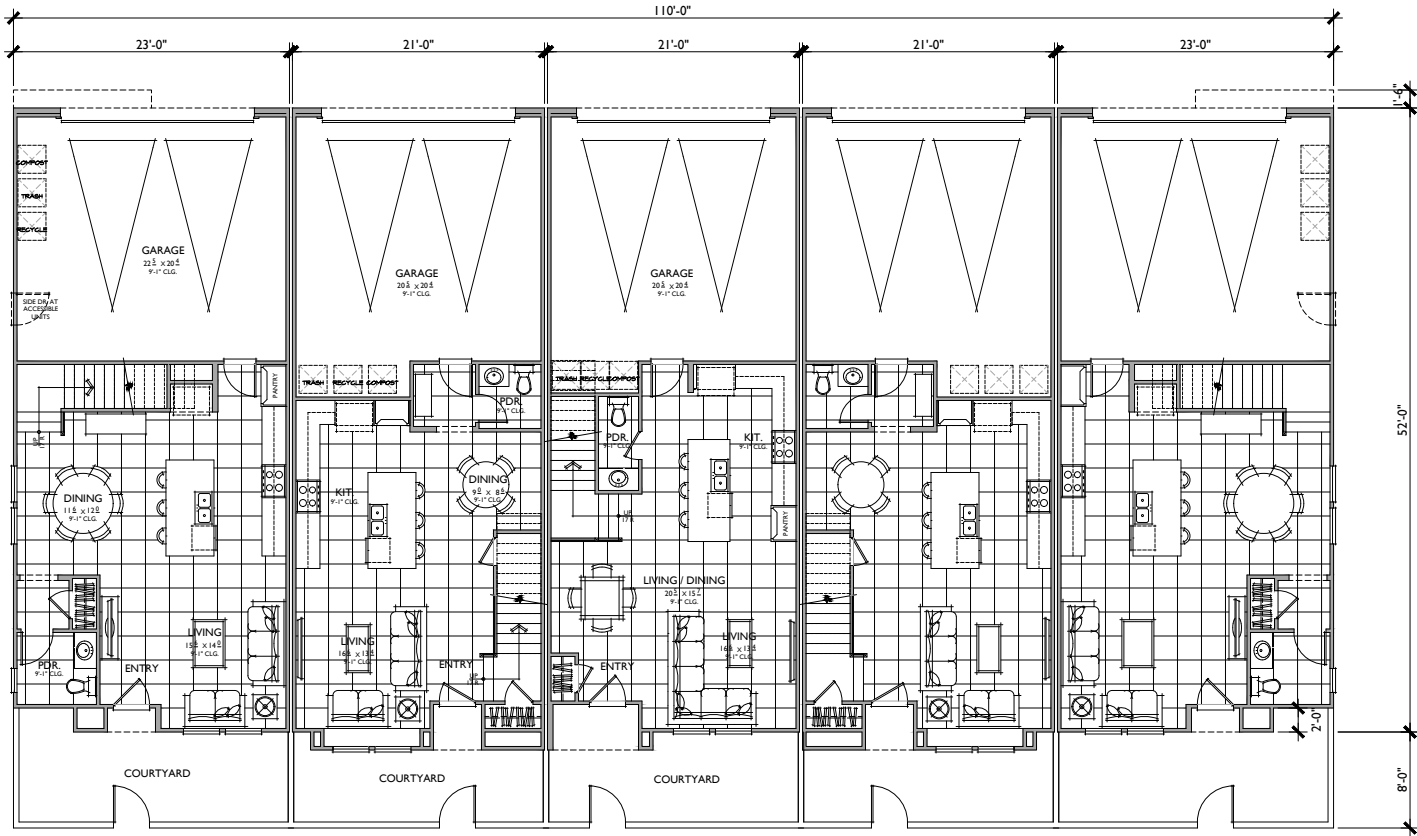 110'-0"
23'-0"
21'-0"
21'-0"
21'-0"
23'-0"
1'-6"
COMPOST
TRASH
RECYCLE
GARAGE
9'-1" CLG.
GARAGE
9'-1" CLG.
GARAGE
9'-1" CLG.
SIDE DR. AT
ACCESIBLE
UNITS
52'-0"
PANTRY
TRASH
RECYCLE
COMPOST
PDR.
9'-1" CLG.
TRASH
RECYCLE
COMPOST
PDR.
9'-1" CLG.
KIT.
9'-1" CLG.
UP
DINING
9'-1" CLG.
KIT.
9'-1" CLG.
DINING
9'-1" CLG.
UP
17 R
PANTRY
LIVING / DINING
9'-1" CLG.
LIVING
9'-1" CLG.
LIVING
9'-1" CLG.
LIVING
9'-1" CLG.
PDR.
9'-1" CLG.
ENTRY
ENTRY
UP
ENTRY
2'-0"
COURTYARD
COURTYARD
COURTYARD
8'-0"